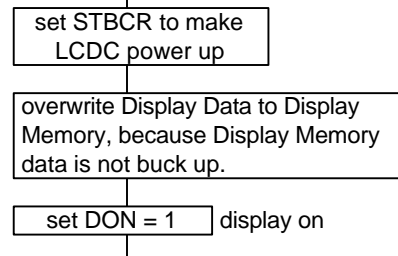 set STBCR to make
LCDC power up
overwrite Display Data to Display
Memory, because Display Memory
data is not buck up.
set DON = 1 display on